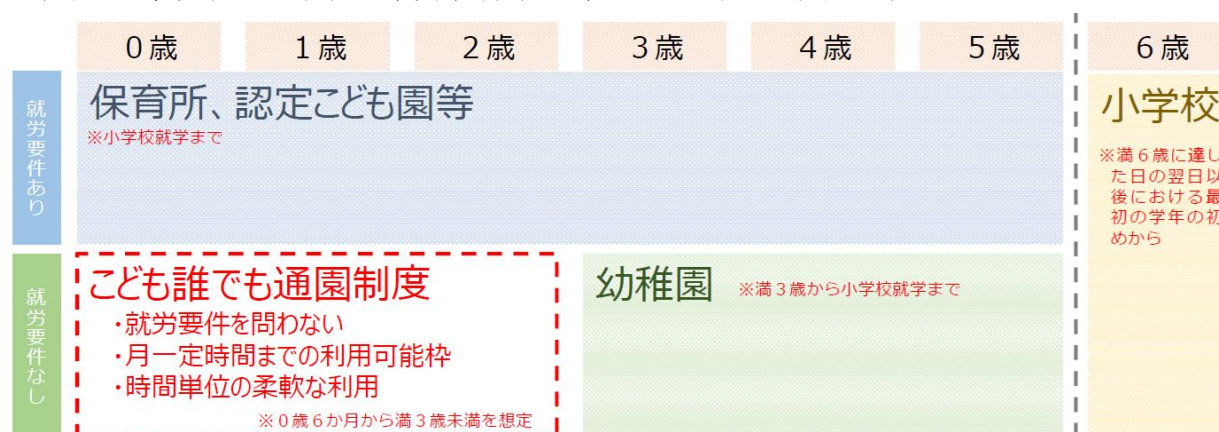 0歳
1歳
2歳
3歳
4歳
5歳
6歳
就労要件あり
保育所、認定こども園等
※小学校就学まで
小学校
※満6歳に達し
た日の翌日以
後における最
初の学年の初
めから
就労要件なし
こども誰でも通園制度
・就労要件を問わない
・月一定時間までの利用可能枠
・時間単位の柔軟な利用
※0歳6か月から満3歳未満を想定
幼稚園
※満3歳から小学校就学まで